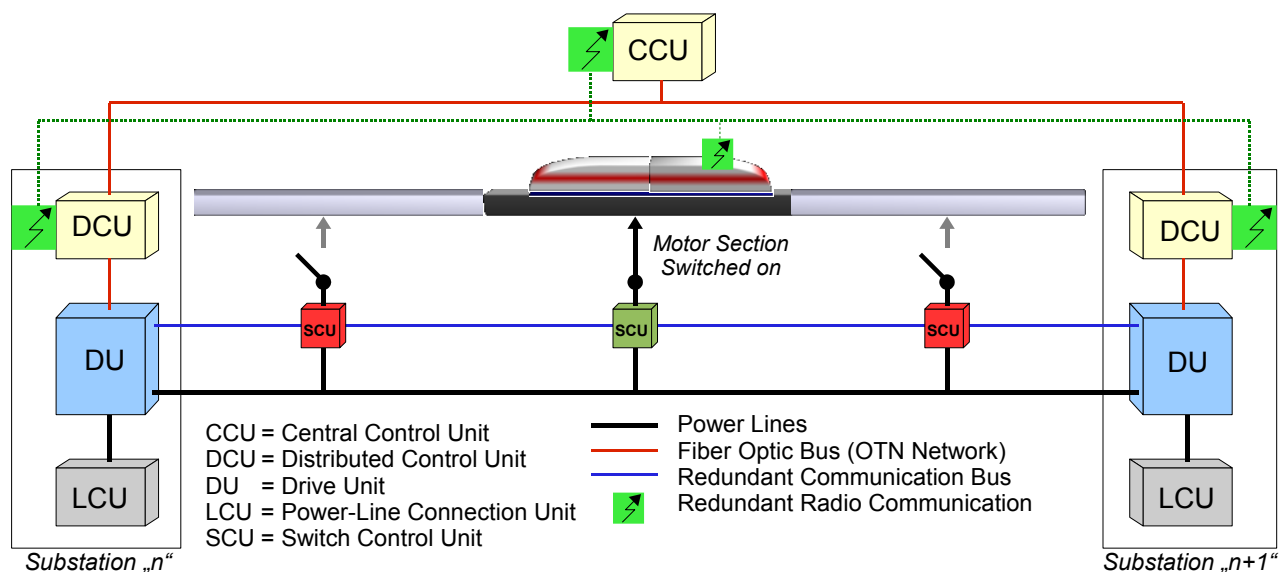 CCU
DCU
DCU
Motor Section
Switched on
SCU
SCU
SCU
DU
DU
LCU
LCU
CCU = Central Control Unit
DCU = Distributed Control Unit
DU = Drive Unit
LCU = Power-Line Connection Unit
SCU = Switch Control Unit
Power Lines
Fiber Optic Bus (OTN Network)
Redundant Communication Bus
Redundant Radio Communication
Substation „n“
Substation „n+1“